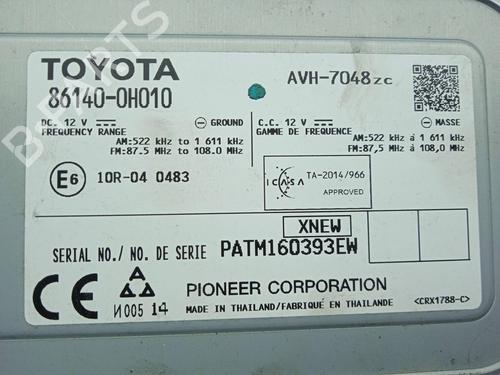 B-PARTS
TOYOTA
86140-0H010
AVH-7048zc
DC. 12 V ⎓ ⊖ GROUND
FREQUENCY RANGE
AM:522 kHz to 1 611 kHz
FM:87.5 MHz to 108.0 MHz
C.C. 12 V ⎓ ⊖ MASSE
GAMME DE FRÉQUENCE
AM:522 kHz à 1 611 kHz
FM:87,5 MHz à 108,0 MHz
E6 10R-04 0483
ICASA TA-2014/966
APPROVED
XNEW
SERIAL NO./ NO. DE SERIE PATM160393EW
CE
И005 14
PIONEER CORPORATION
MADE IN THAILAND/FABRIQUÉ EN THAILANDE
<CRX1788-C>